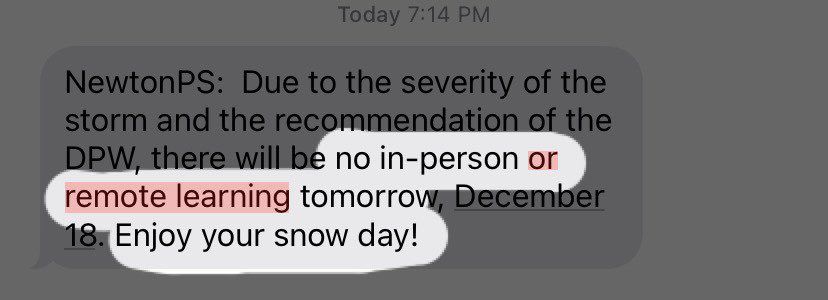 Today 7:14 PM
NewtonPS:  Due to the severity of the
storm and the recommendation of the
DPW, there will be no in-person or
remote learning tomorrow, December
18. Enjoy your snow day!